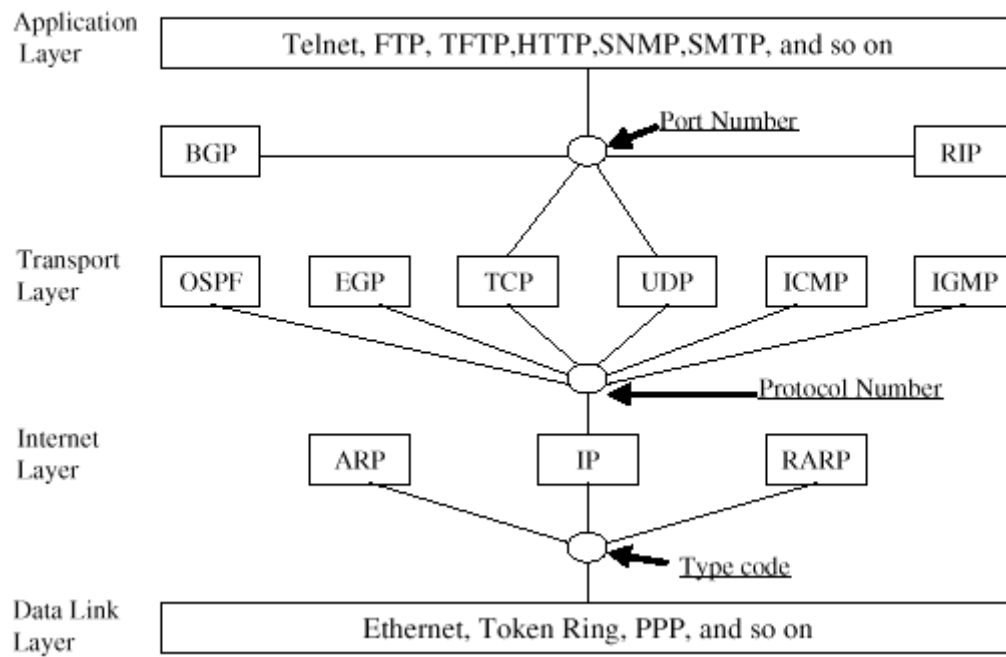 Application
Layer
Telnet, FTP, TFTP,HTTP,SNMP,SMTP, and so on
Port Number
BGP
RIP
Transport
Layer
OSPF
EGP
TCP
UDP
ICMP
IGMP
Protocol Number
Internet
Layer
ARP
IP
RARP
Type code
Data Link
Layer
Ethernet, Token Ring, PPP, and so on